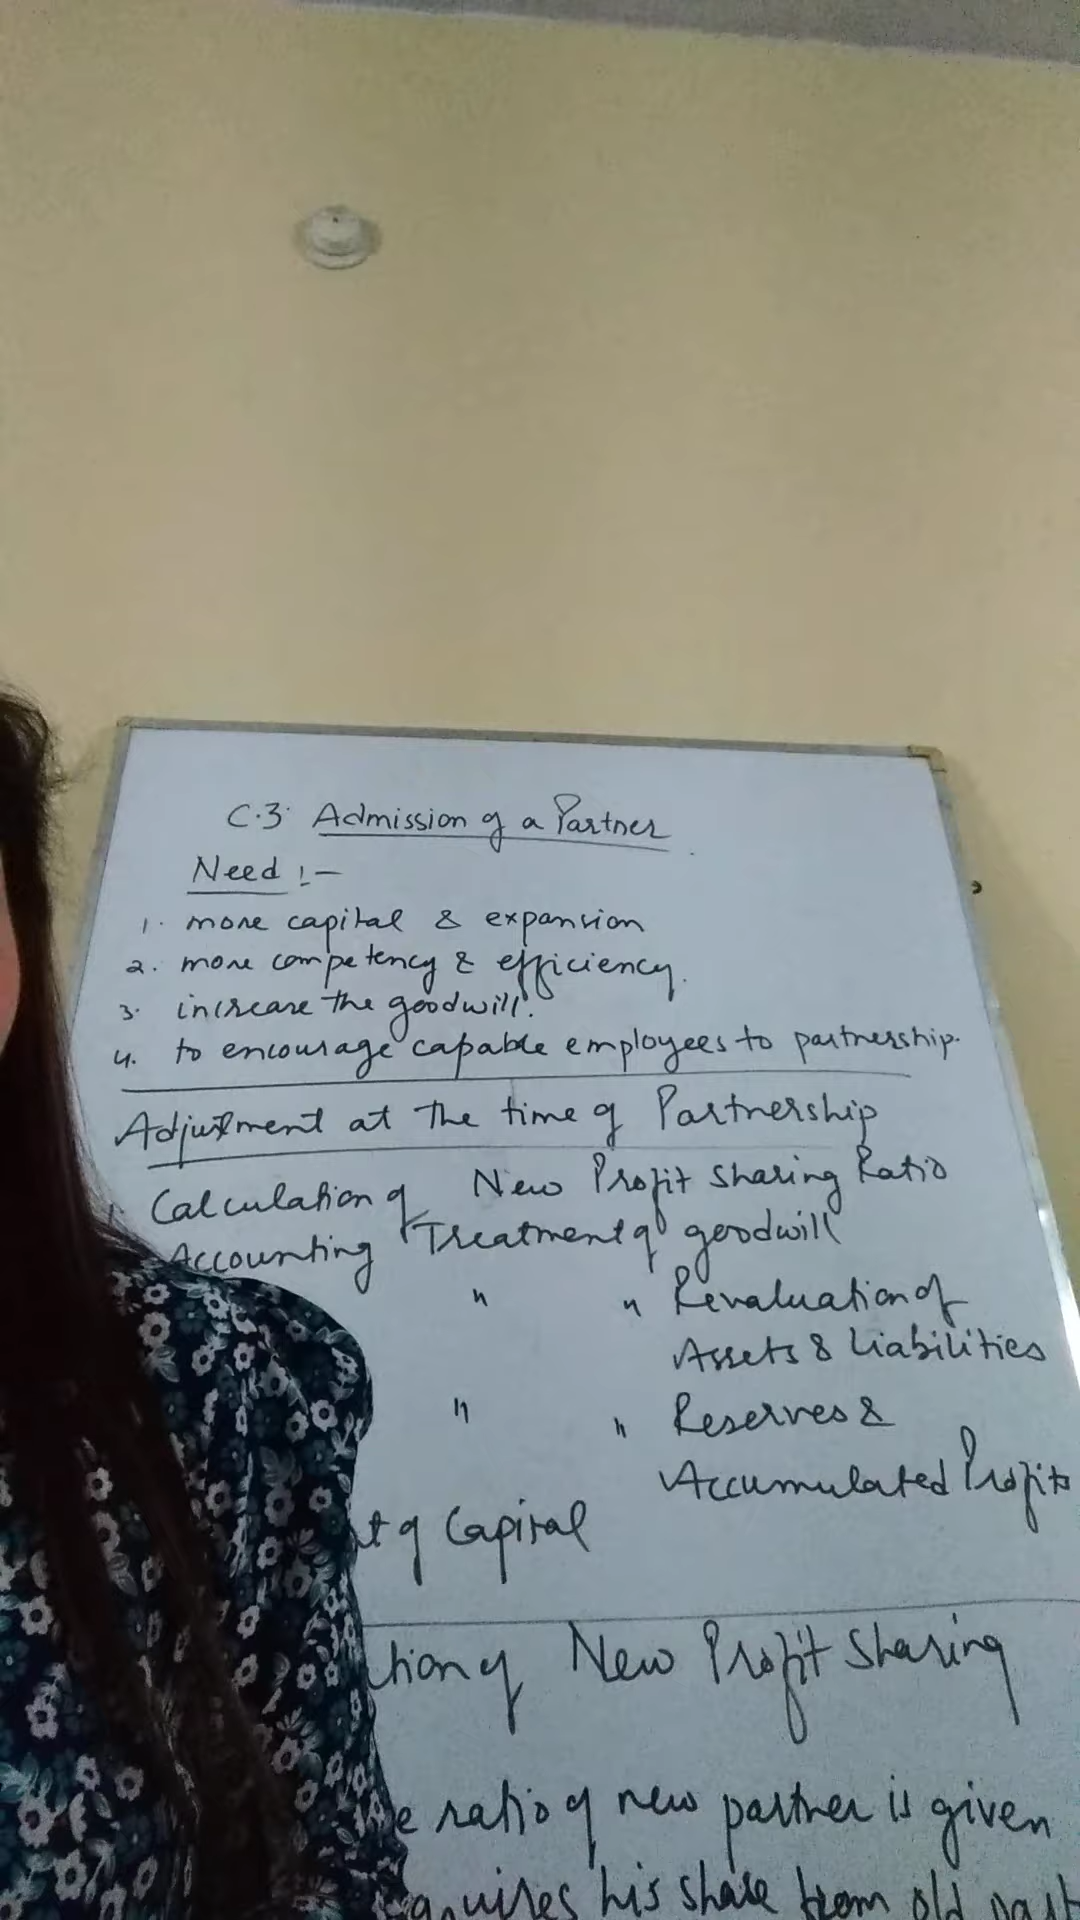 C.3. Admission of a Partner
Need :-
1. more capital & expansion
2. more competency & efficiency.
3. increase the goodwill.
4. to encourage capable employees to partnership.
Adjustment at the time of Partnership
Calculation of New Profit Sharing Ratio
Accounting Treatment of goodwill
" " Revaluation of
Assets & Liabilities
" " Reserves &
Accumulated Profits
of Capital
of New Profit Sharing
ratio of new partner is given
his share from old